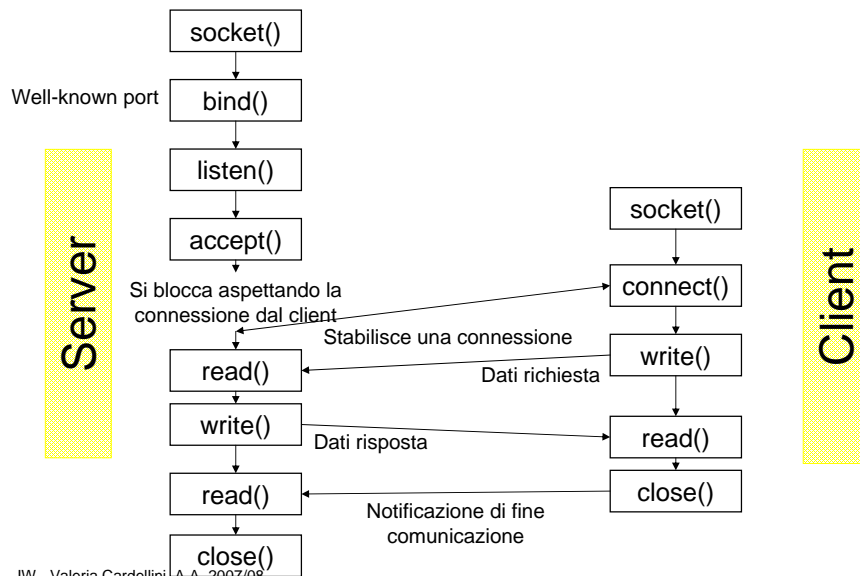 socket()
Well-known port
bind()
listen()
accept()
Si blocca aspettando la
connessione dal client
read()
write()
read()
close()
Server
Stabilisce una connessione
Dati richiesta
Dati risposta
Notificazione di fine
comunicazione
socket()
connect()
write()
read()
close()
Client
IW - Valeria Cardellini, A.A. 2007/08